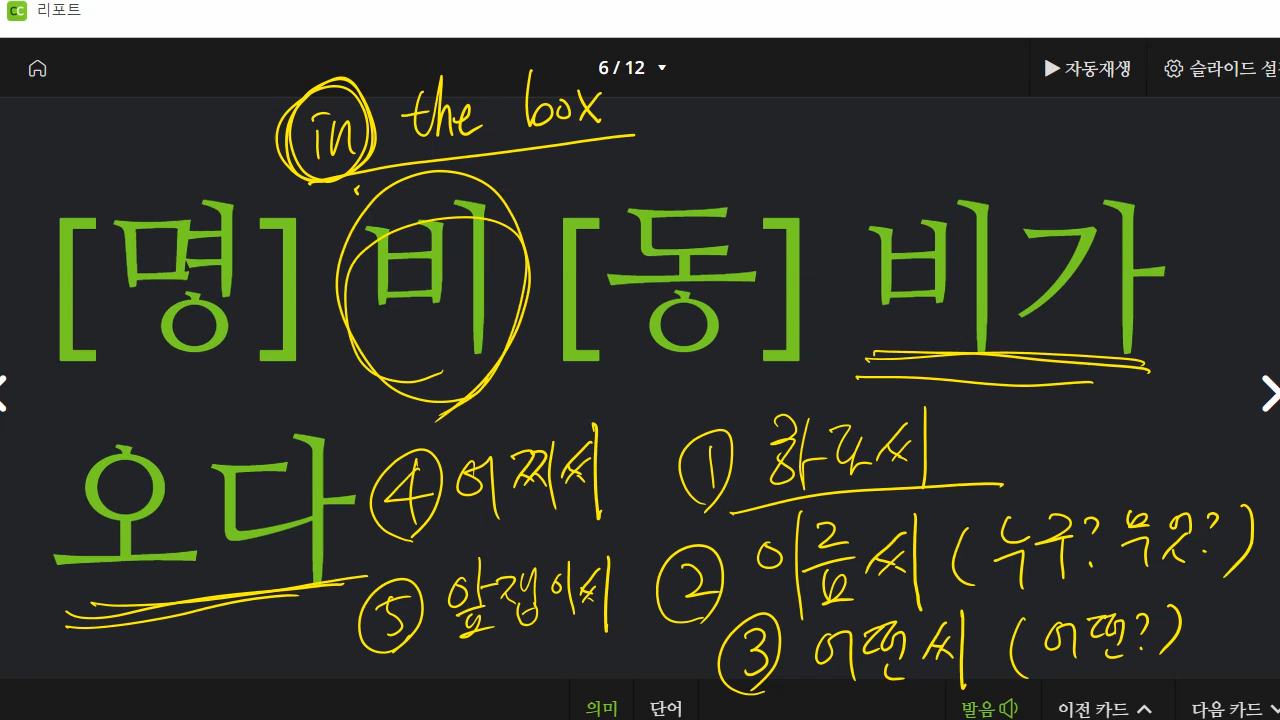 리포트
6 / 12
자동재생
슬라이드 설
in the box
[명] 비 [동] 비가
오다
① 하다씨
② 이름씨 (누구? 무엇?)
③ 어떤씨 (어떤?)
④ 어찌씨
⑤ 앞잡이씨
의미
단어
발음
이전 카드
다음 카드